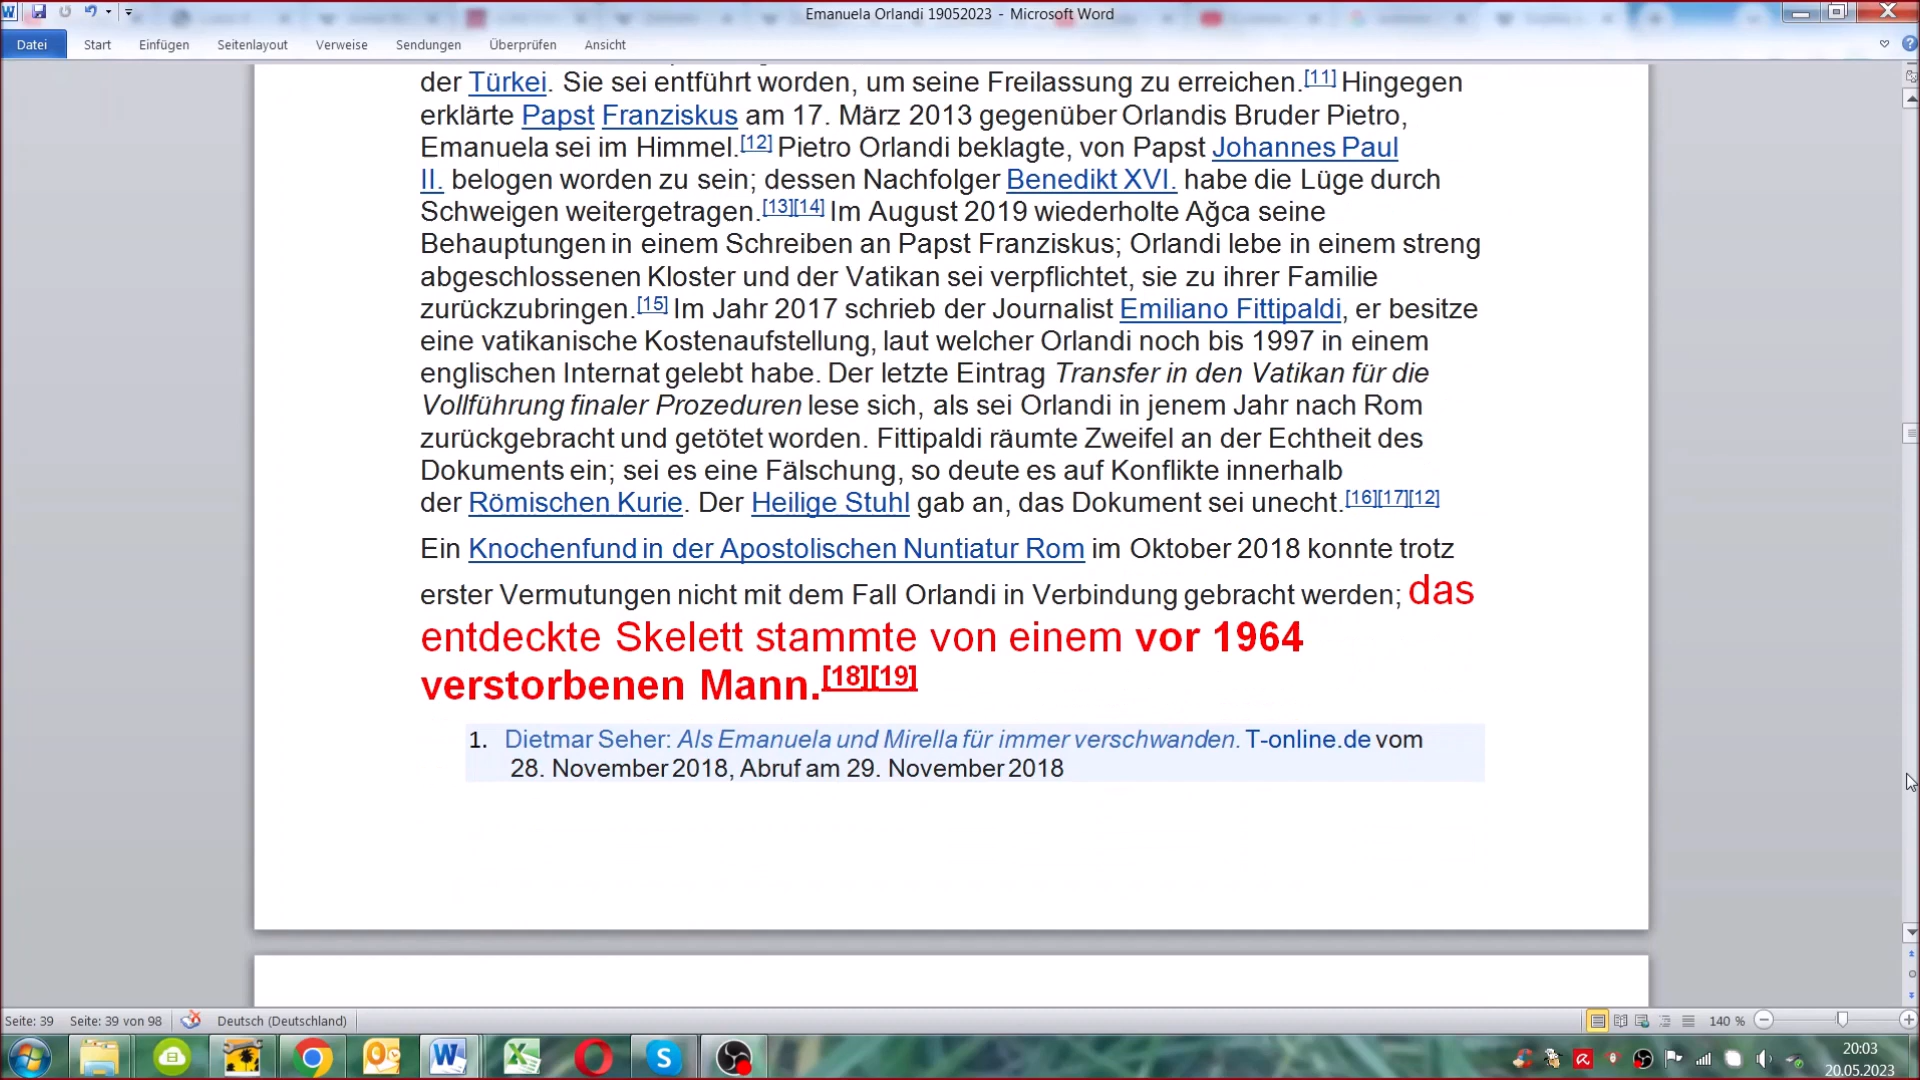 Emanuela Orlandi 19052023 - Microsoft Word
Datei Start Einfügen Seitenlayout Verweise Sendungen Überprüfen Ansicht
der Türkei. Sie sei entführt worden, um seine Freilassung zu erreichen.[11] Hingegen
erklärte Papst Franziskus am 17. März 2013 gegenüber Orlandis Bruder Pietro,
Emanuela sei im Himmel.[12] Pietro Orlandi beklagte, von Papst Johannes Paul
II. belogen worden zu sein; dessen Nachfolger Benedikt XVI. habe die Lüge durch
Schweigen weitergetragen.[13][14] Im August 2019 wiederholte Ağca seine
Behauptungen in einem Schreiben an Papst Franziskus; Orlandi lebe in einem streng
abgeschlossenen Kloster und der Vatikan sei verpflichtet, sie zu ihrer Familie
zurückzubringen.[15] Im Jahr 2017 schrieb der Journalist Emiliano Fittipaldi, er besitze
eine vatikanische Kostenaufstellung, laut welcher Orlandi noch bis 1997 in einem
englischen Internat gelebt habe. Der letzte Eintrag Transfer in den Vatikan für die
Vollführung finaler Prozeduren lese sich, als sei Orlandi in jenem Jahr nach Rom
zurückgebracht und getötet worden. Fittipaldi räumte Zweifel an der Echtheit des
Dokuments ein; sei es eine Fälschung, so deute es auf Konflikte innerhalb
der Römischen Kurie. Der Heilige Stuhl gab an, das Dokument sei unecht.[16][17][12]
Ein Knochenfund in der Apostolischen Nuntiatur Rom im Oktober 2018 konnte trotz
erster Vermutungen nicht mit dem Fall Orlandi in Verbindung gebracht werden; das
entdeckte Skelett stammte von einem vor 1964
verstorbenen Mann.[18][19]
1. Dietmar Seher: Als Emanuela und Mirella für immer verschwanden. T-online.de vom
28. November 2018, Abruf am 29. November 2018
Seite: 39 Seite: 39 von 98 Deutsch (Deutschland) 140 %
20:03
20.05.2023